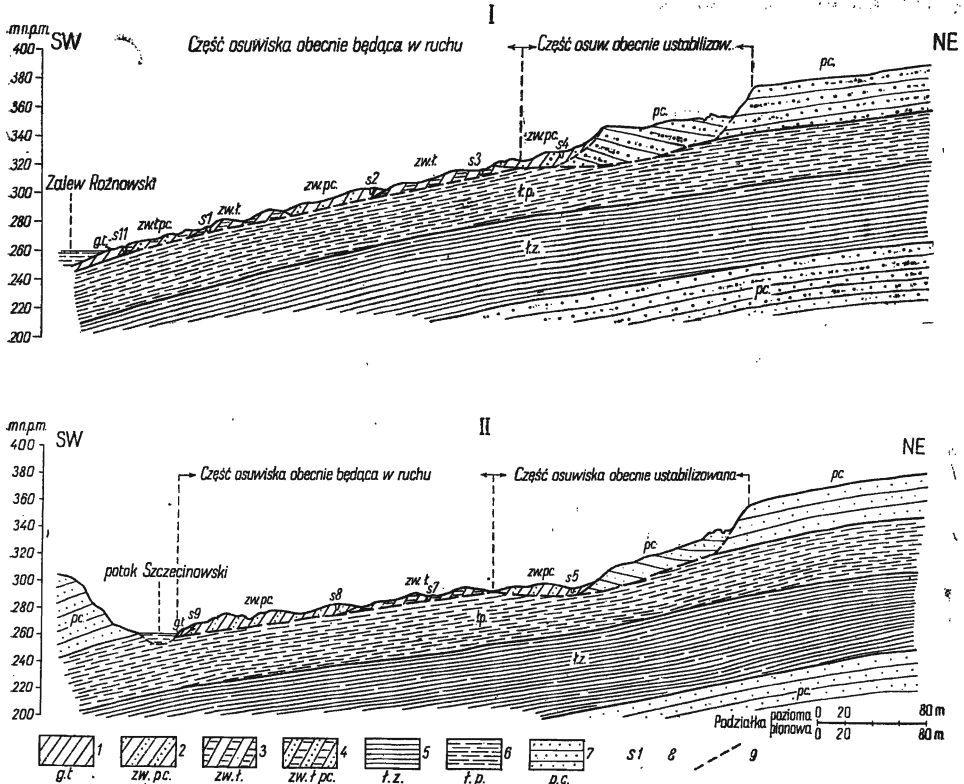 I
m n.p.m.
SW
NE
Część osuwiska obecnie będąca w ruchu
Część osuw. obecnie ustabilizow.
400
380
360
340
320
300
280
260
240
220
200
Zalew Rożnowski
g.t.
s11
zw.łpc.
s1
zw.ł.
zw.pc.
s2
zw.ł.
s3
zw.pc.
s4
pc.
pc.
ł.p.
ł.z.
pc.
II
m n.p.m.
SW
NE
Część osuwiska obecnie będąca w ruchu
Część osuwiska obecnie ustabilizowana
400
380
360
340
320
300
280
260
240
220
200
potok Szczecinowski
pc.
g.t.
s9
zw.pc.
s8
zw.ł.
s7
zw.pc.
s5
pc.
pc.
łp.
ł.z.
pc.
Podziałka pozioma 0 20 80 m
pionowa 80 m
1 2 3 4 5 6 7 s1 8 9
g.t. zw.pc. zw.ł. zw.ł.pc. ł.z. ł.p. p.c.